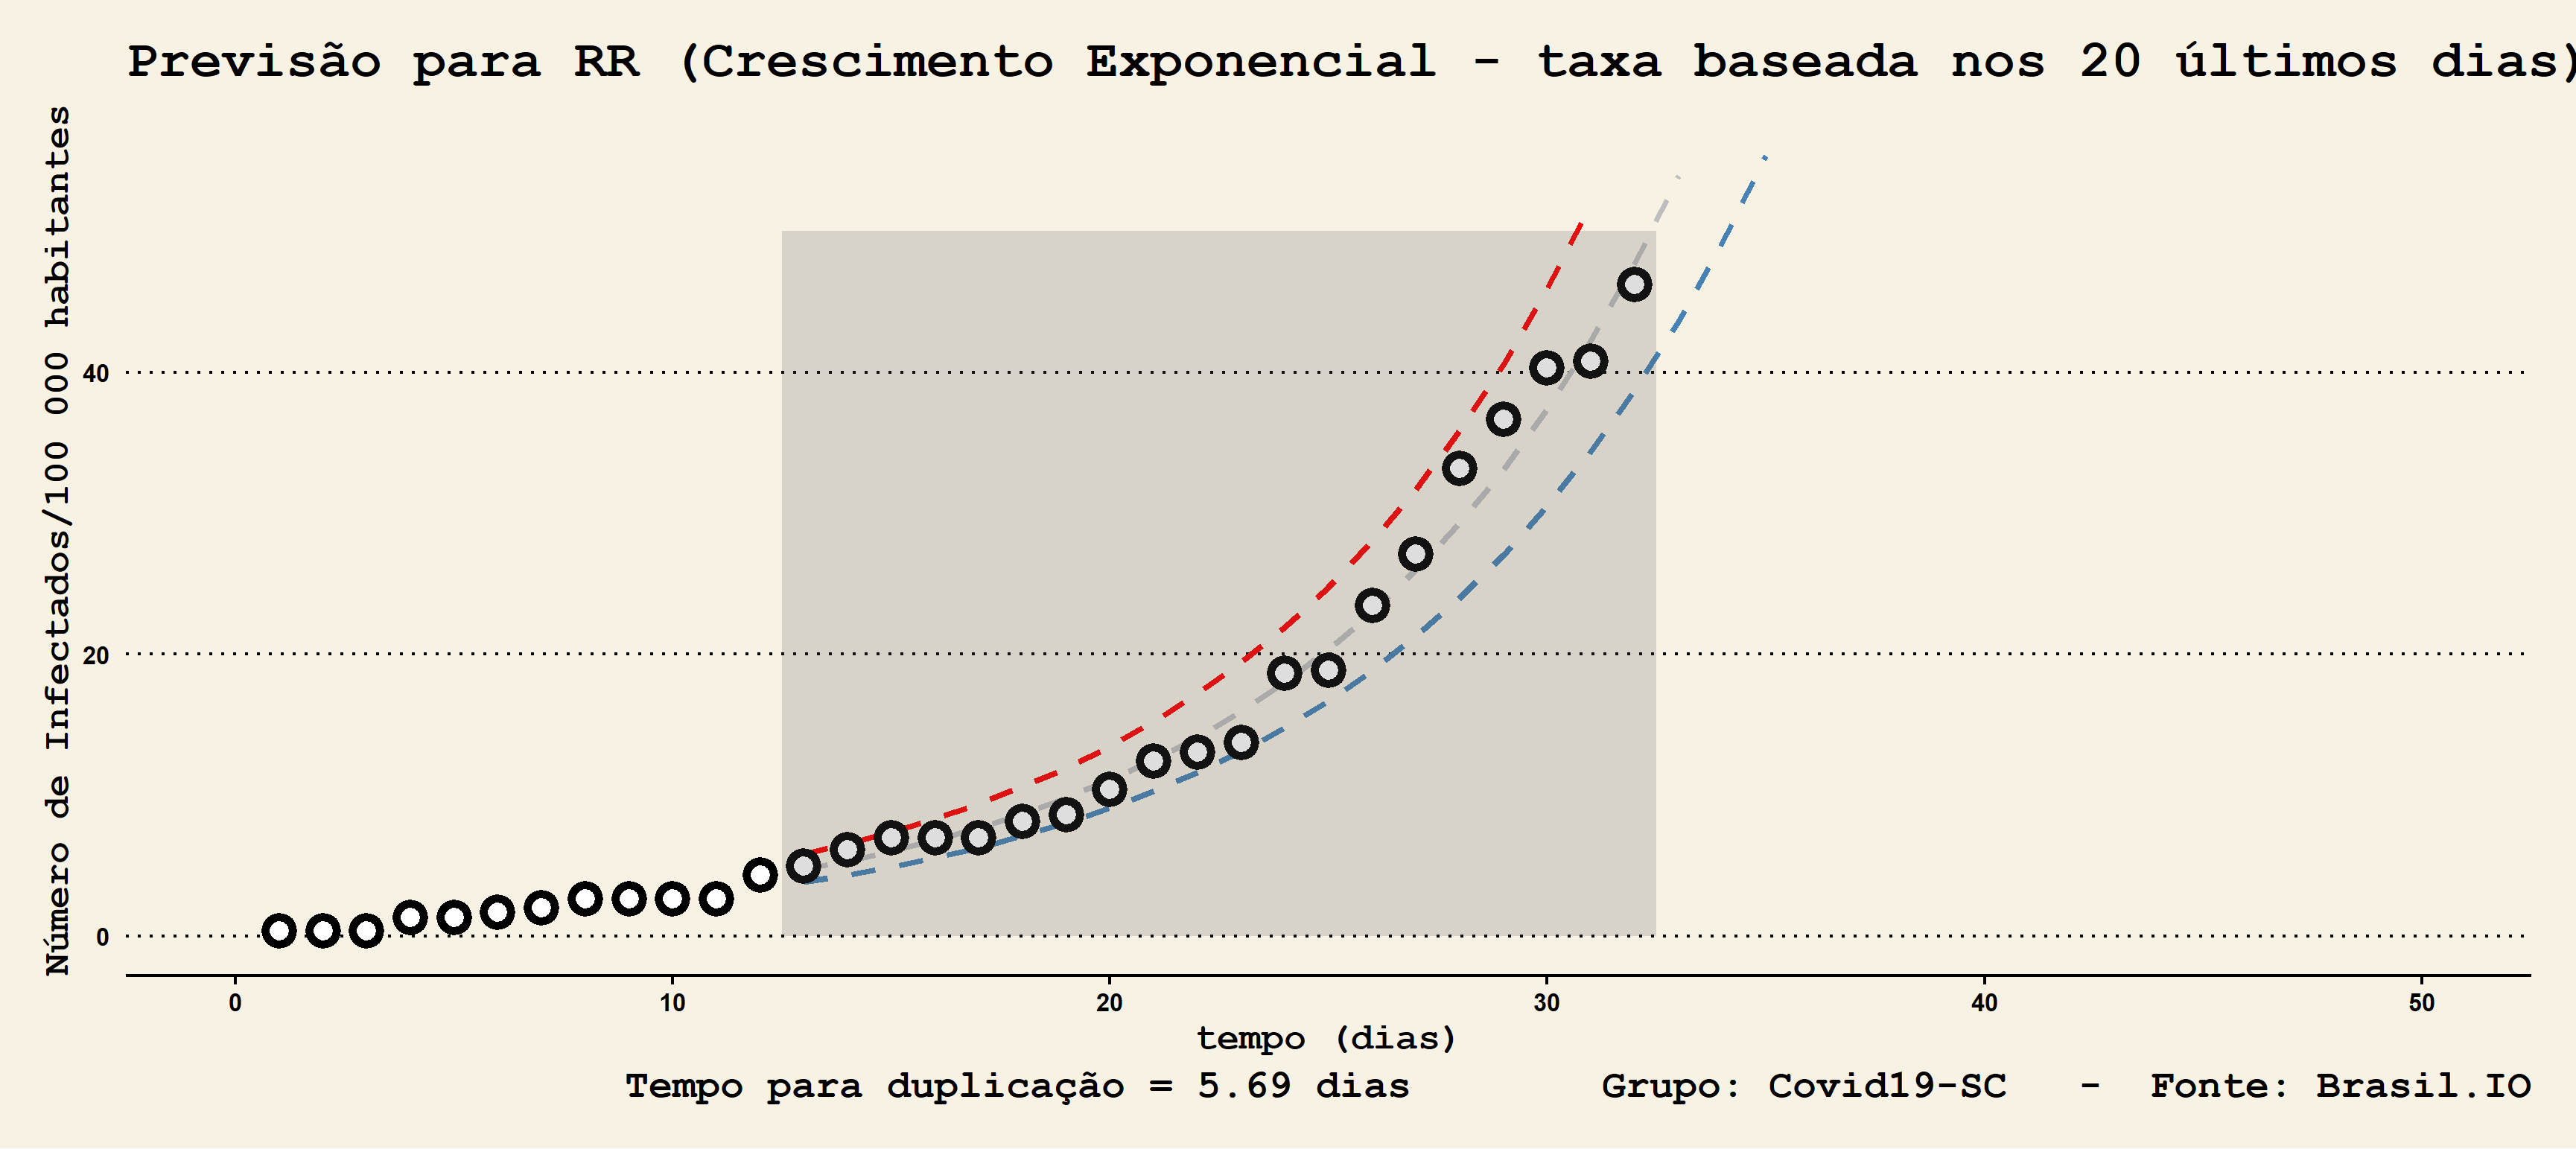 Previsão para RR (Crescimento Exponencial - taxa baseada nos 20 últimos dias)
Número de Infectados/100 000 habitantes
40
20
0
0 10 20 30 40 50
tempo (dias)
Tempo para duplicação = 5.69 dias Grupo: Covid19-SC - Fonte: Brasil.IO